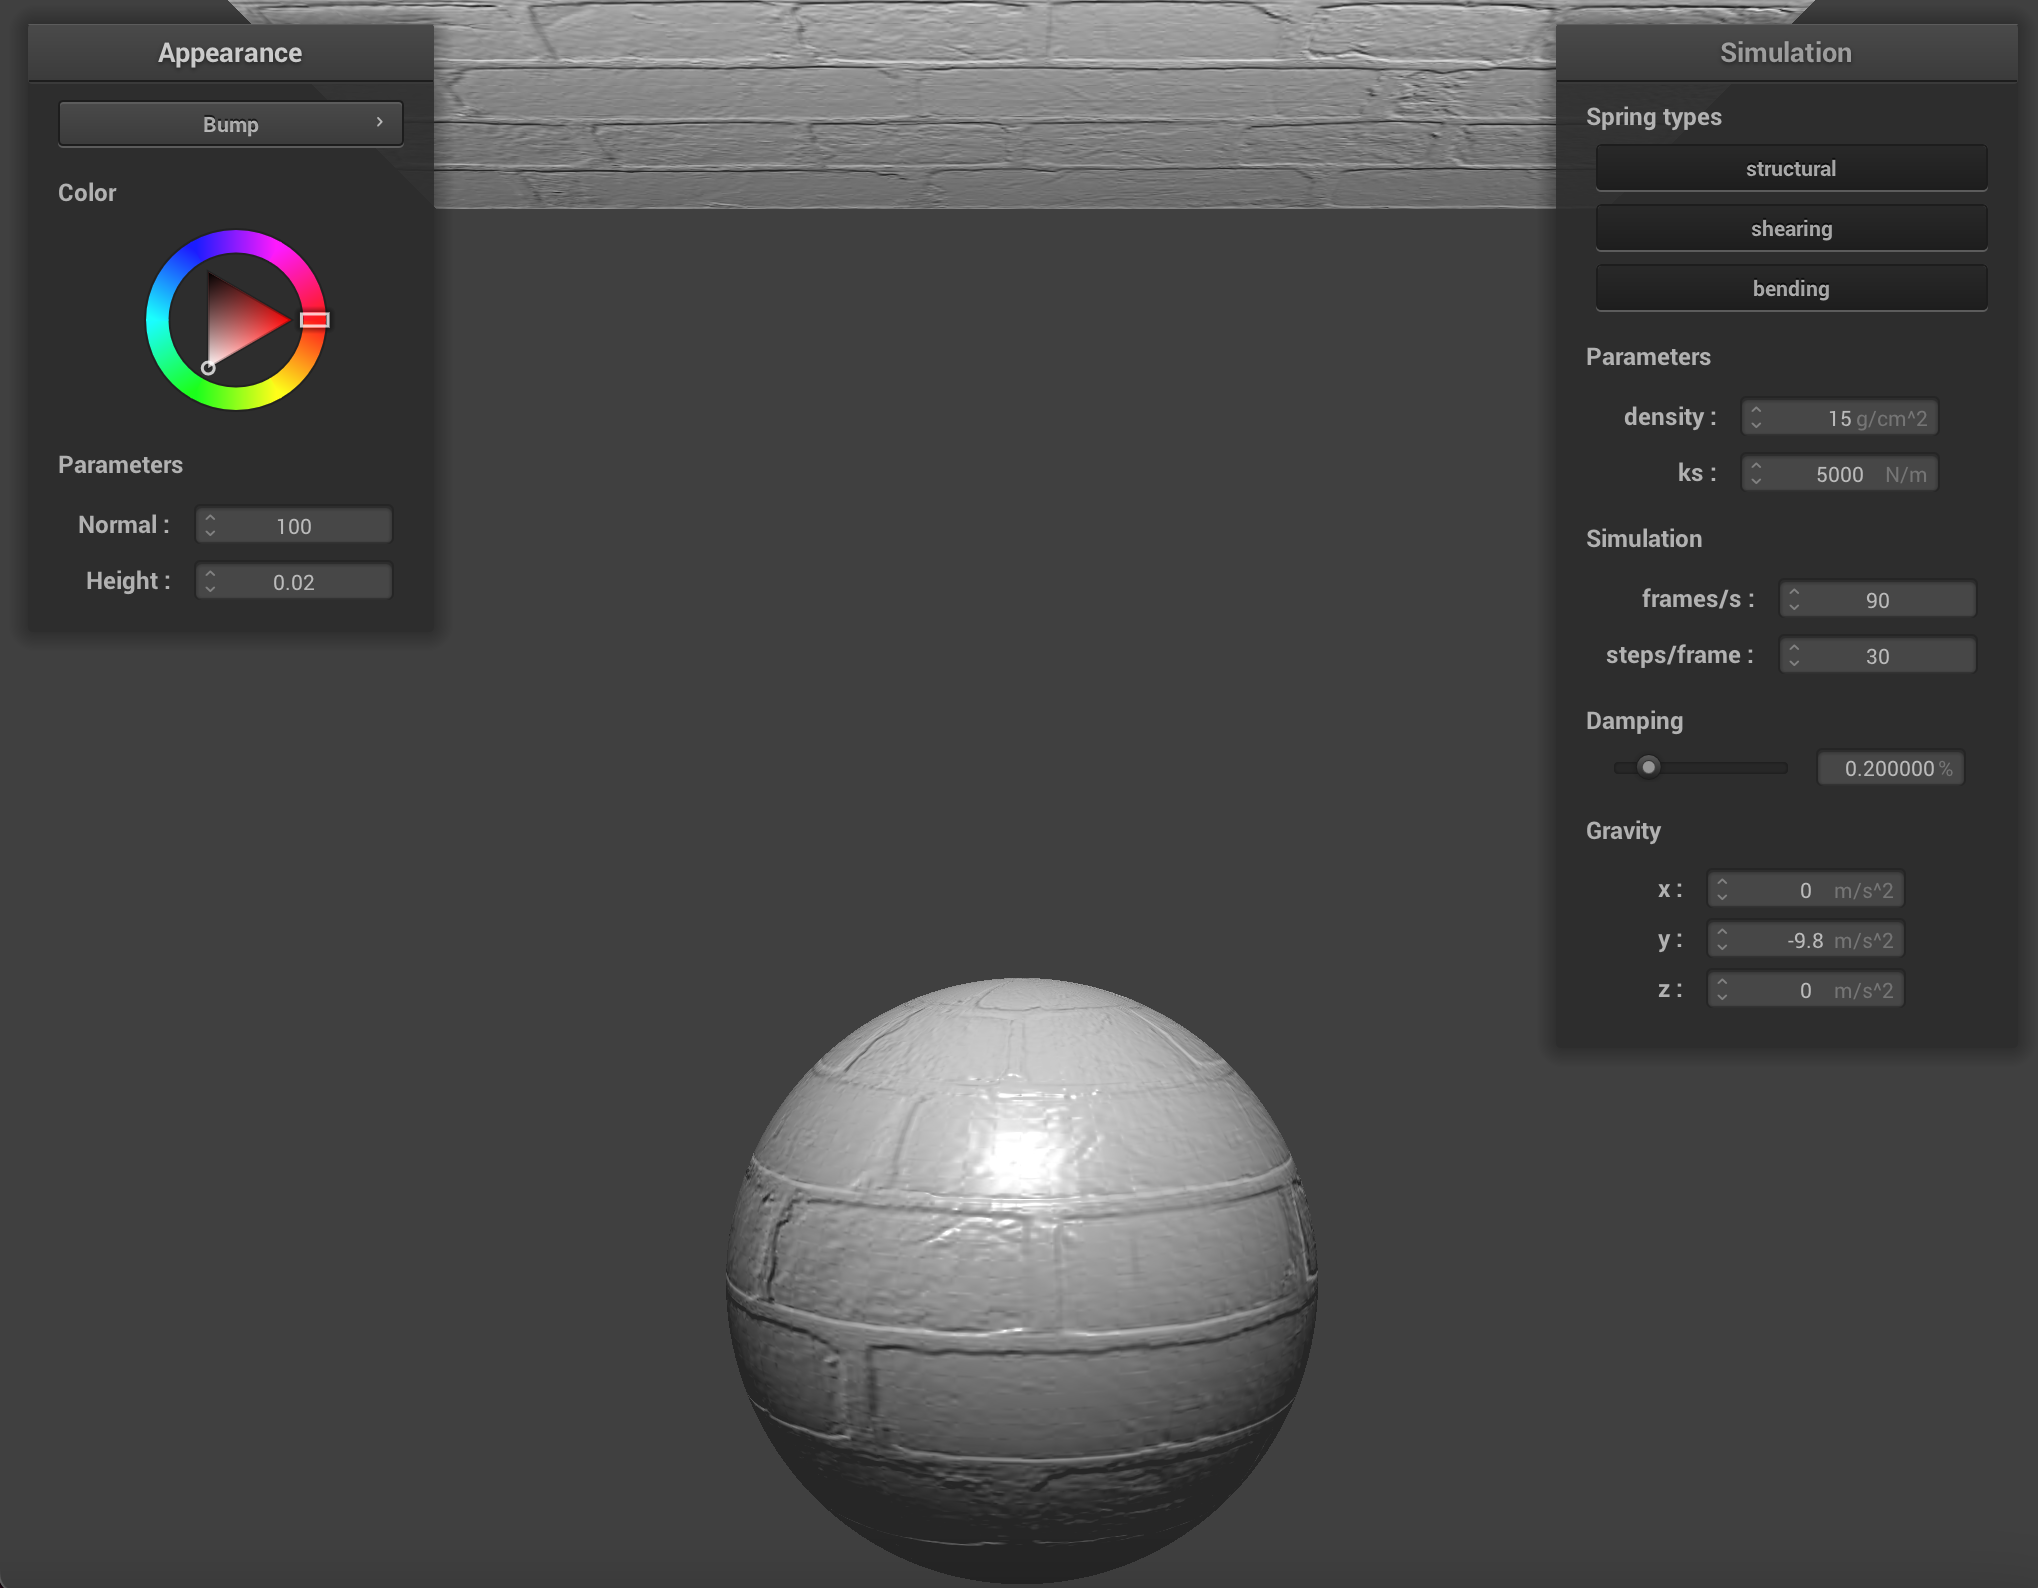 Appearance
Bump
Color
Parameters
Normal : 100
Height : 0.02
Simulation
Spring types
structural
shearing
bending
Parameters
density : 15 g/cm^2
ks : 5000 N/m
Simulation
frames/s : 90
steps/frame : 30
Damping
0.200000 %
Gravity
x : 0 m/s^2
y : -9.8 m/s^2
z : 0 m/s^2